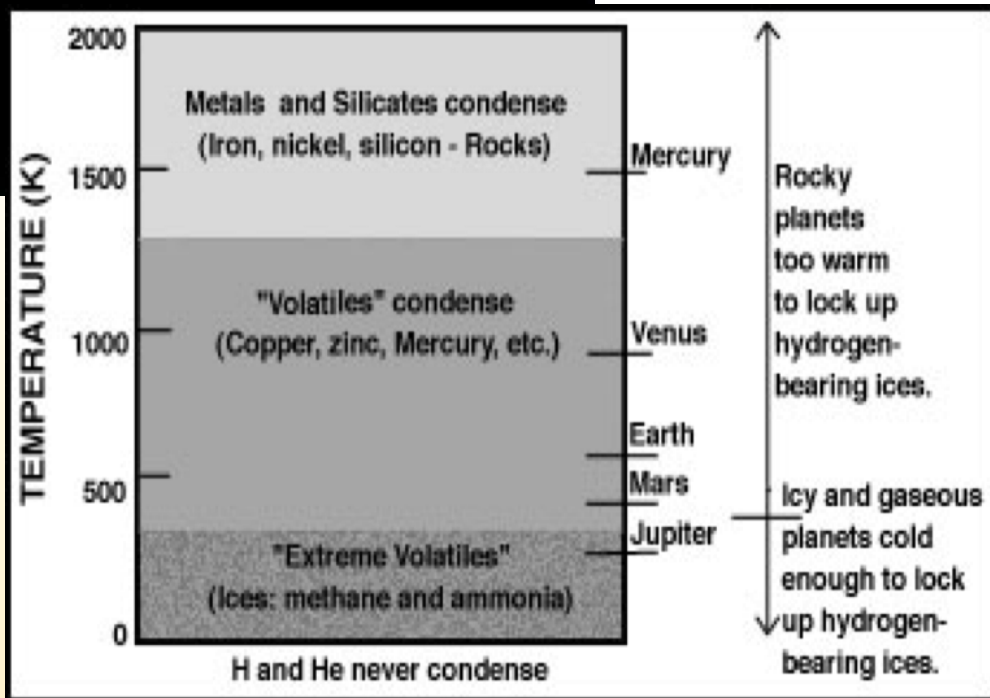 TEMPERATURE (K)
2000
1500
1000
500
0
Metals and Silicates condense
(Iron, nickel, silicon - Rocks)
"Volatiles" condense
(Copper, zinc, Mercury, etc.)
"Extreme Volatiles"
(Ices: methane and ammonia)
H and He never condense
Mercury
Venus
Earth
Mars
Jupiter
Rocky
planets
too warm
to lock up
hydrogen-
bearing ices.
Icy and gaseous
planets cold
enough to lock
up hydrogen-
bearing ices.